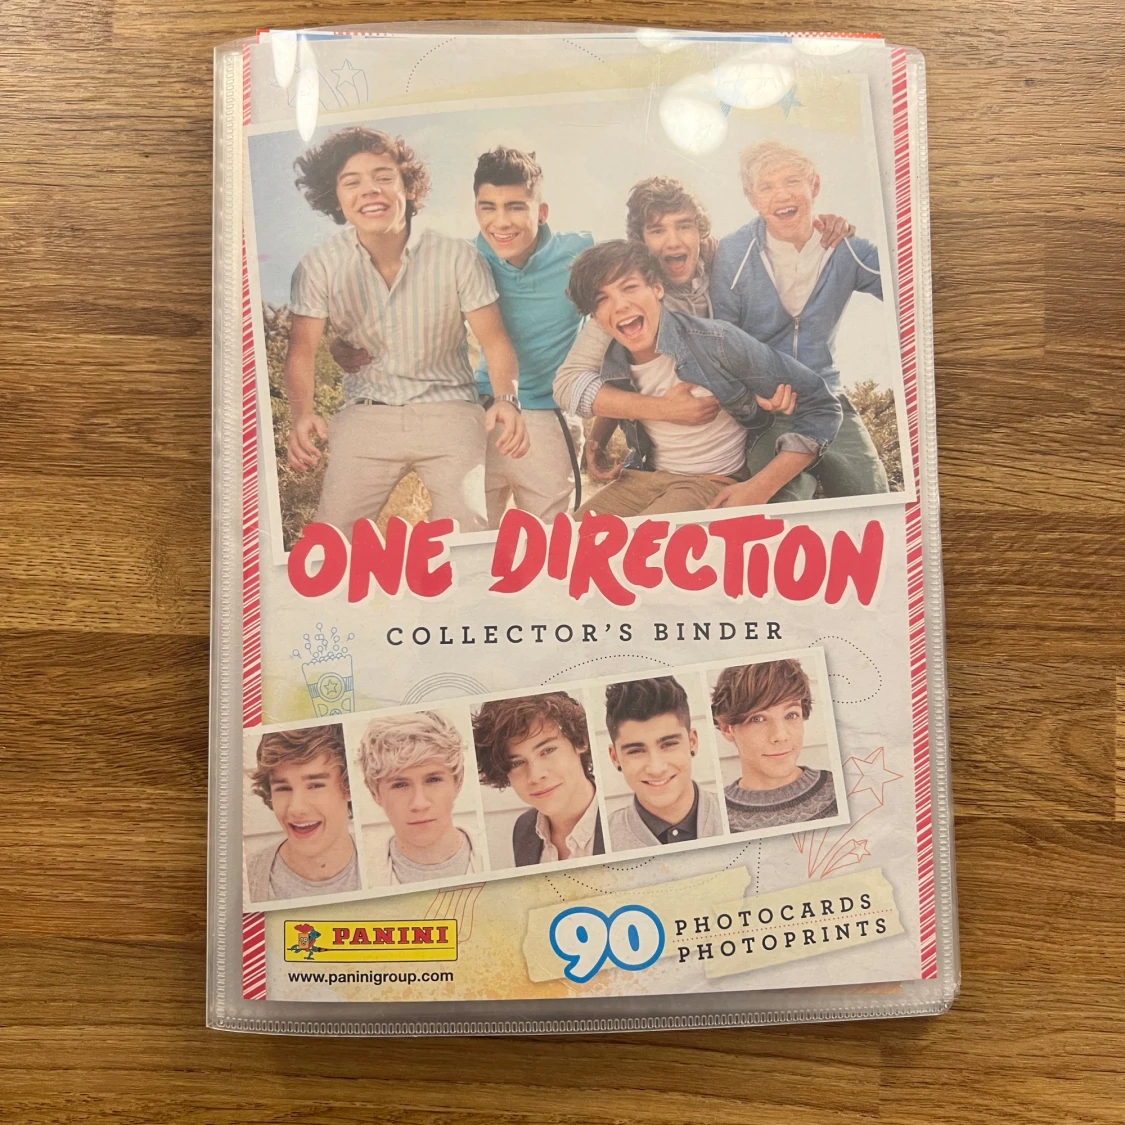 ONE DIRECTION
COLLECTOR'S BINDER
PANINI
www.paninigroup.com
90 PHOTOCARDS
PHOTOPRINTS